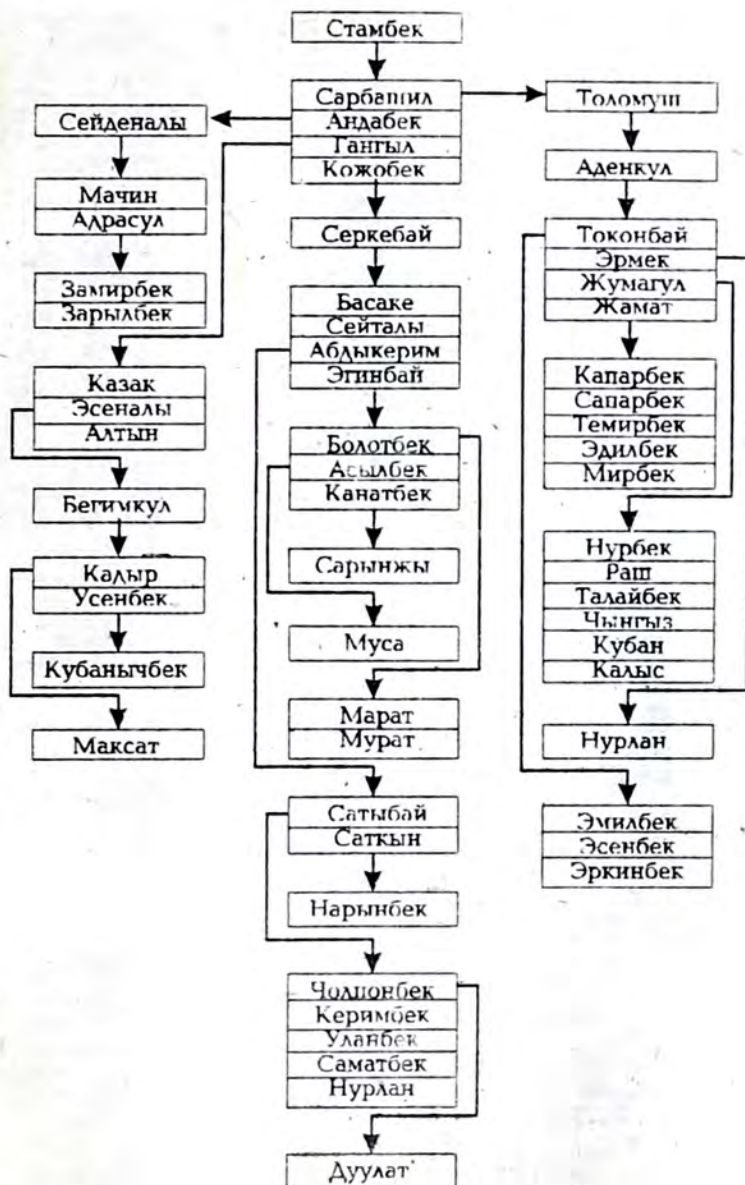 Стамбек
Сарбашил
Андабек
Тангыл
Кожобек
Сейденалы
Мачин
Адрасул
Замирбек
Зарылбек
Казак
Эсеналы
Алтын
Бегимкул
Кадыр
Усенбек
Кубанычбек
Максат
Серкебай
Басаке
Сейталы
Абдыкерим
Эгинбай
Болотбек
Асылбек
Канатбек
Сарынжы
Муса
Марат
Мурат
Сатыбай
Саткын
Нарынбек
Чолпонбек
Керимбек
Уланбек
Саматбек
Нурлан
Дуулат
Толомуш
Аденкул
Токонбай
Эрмек
Жумагул
Жамат
Капарбек
Сапарбек
Темирбек
Эдилбек
Мирбек
Нурбек
Раш
Талайбек
Чынгыз
Кубан
Калыс
Нурлан
Эмилбек
Эсенбек
Эркинбек